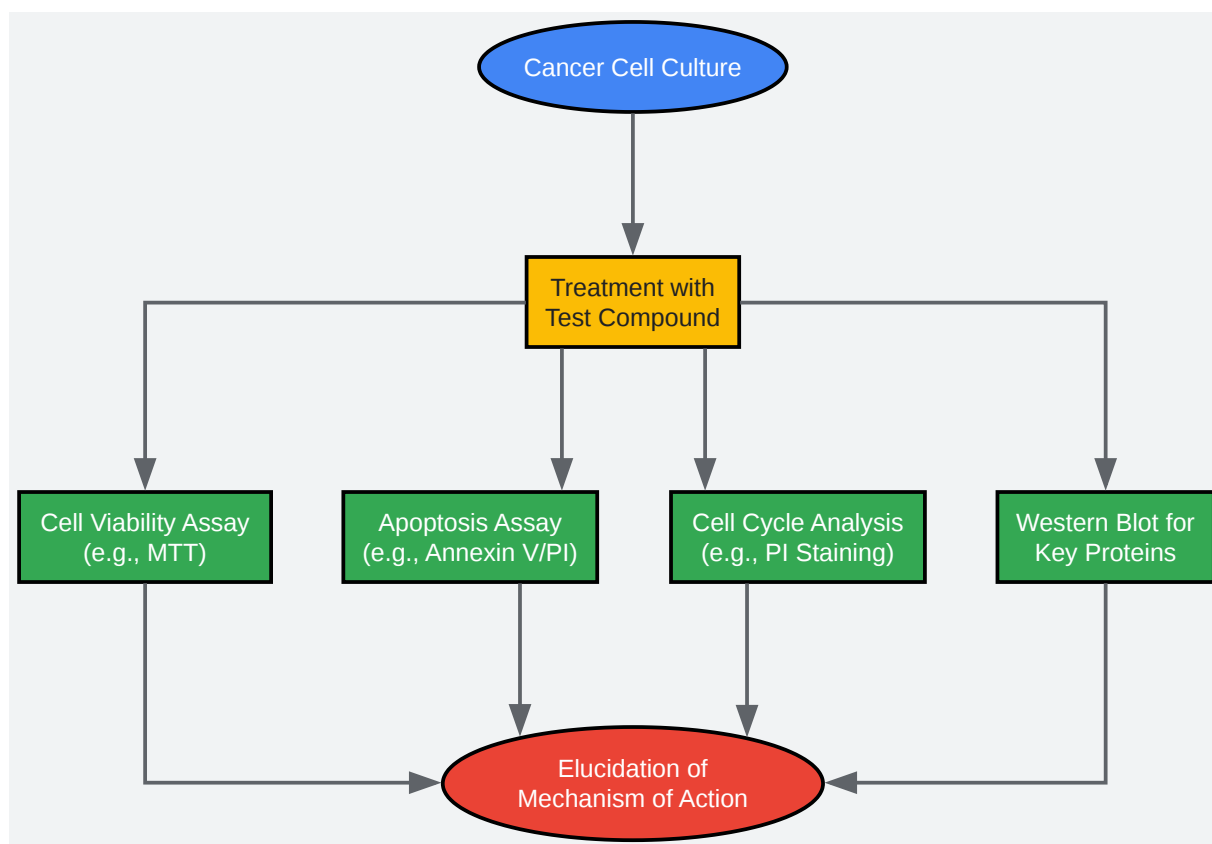 Cancer Cell Culture
Treatment with
Test Compound
Cell Viability Assay
(e.g., MTT)
Apoptosis Assay
(e.g., Annexin V/PI)
Cell Cycle Analysis
(e.g., PI Staining)
Western Blot for
Key Proteins
Elucidation of
Mechanism of Action